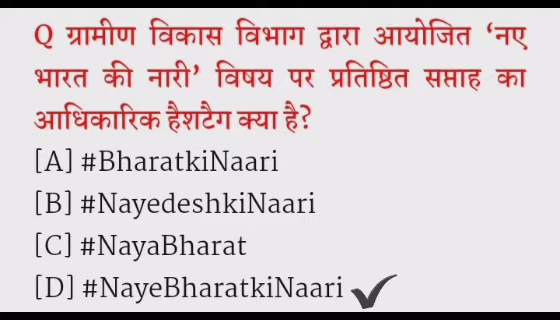 Q ग्रामीण विकास विभाग द्वारा आयोजित ‘नए
भारत की नारी’ विषय पर प्रतिष्ठित सप्ताह का
आधिकारिक हैशटैग क्या है?
[A] #BharatkiNaari
[B] #NayedeshkiNaari
[C] #NayaBharat
[D] #NayeBharatkiNaari